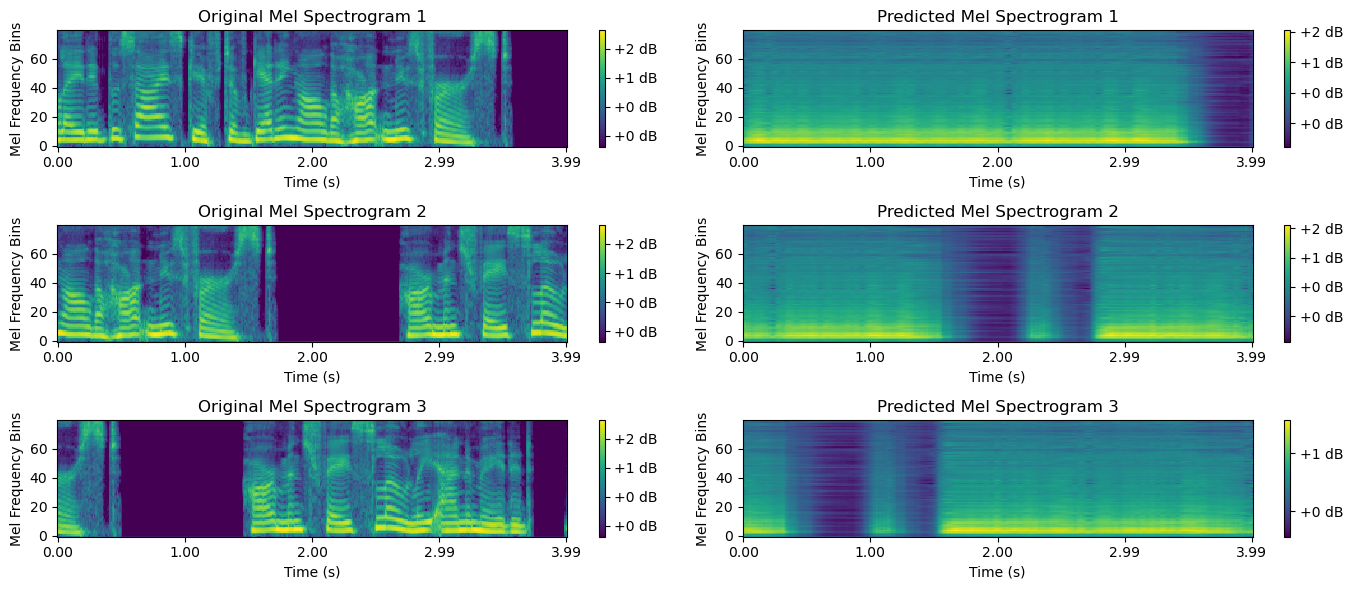 Original Mel Spectrogram 1
Mel Frequency Bins
60
40
20
0
0.00 1.00 2.00 2.99 3.99
Time (s)
+2 dB
+1 dB
+0 dB
+0 dB
Predicted Mel Spectrogram 1
Mel Frequency Bins
60
40
20
0
0.00 1.00 2.00 2.99 3.99
Time (s)
+2 dB
+1 dB
+0 dB
+0 dB
Original Mel Spectrogram 2
Mel Frequency Bins
60
40
20
0
0.00 1.00 2.00 2.99 3.99
Time (s)
+2 dB
+1 dB
+0 dB
+0 dB
Predicted Mel Spectrogram 2
Mel Frequency Bins
60
40
20
0
0.00 1.00 2.00 2.99 3.99
Time (s)
+2 dB
+1 dB
+0 dB
+0 dB
Original Mel Spectrogram 3
Mel Frequency Bins
60
40
20
0
0.00 1.00 2.00 2.99 3.99
Time (s)
+2 dB
+1 dB
+0 dB
+0 dB
Predicted Mel Spectrogram 3
Mel Frequency Bins
60
40
20
0
0.00 1.00 2.00 2.99 3.99
Time (s)
+1 dB
+0 dB